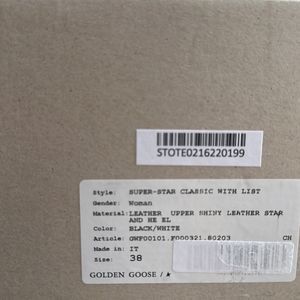 STOTE0216220199
Style: SUPER-STAR CLASSIC WITH LIST
Gender: Woman
Material: LEATHER UPPER SHINY LEATHER STAR
AND HE EL
Color: BLACK/WHITE
Article: GWF00101.F000321.80203 CH
Made in: IT
Size: 38
GOLDEN GOOSE /★